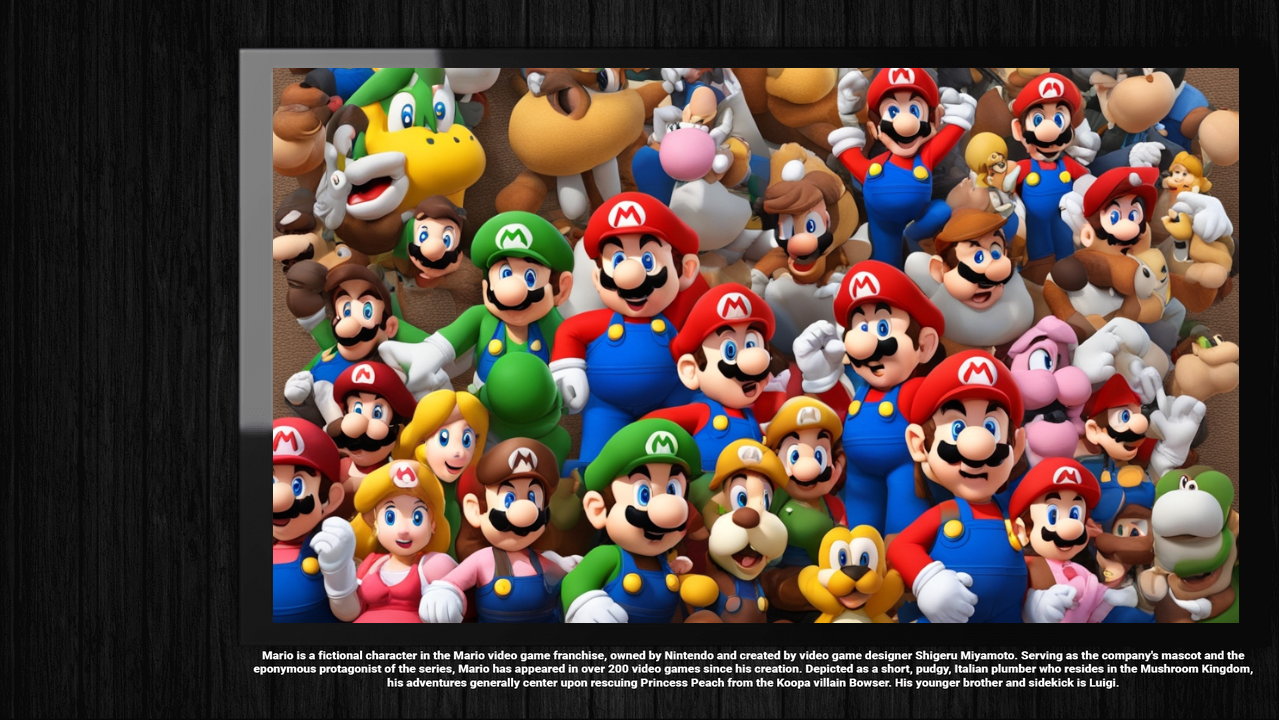 Mario is a fictional character in the Mario video game franchise, owned by Nintendo and created by video game designer Shigeru Miyamoto. Serving as the company's mascot and the
eponymous protagonist of the series, Mario has appeared in over 200 video games since his creation. Depicted as a short, pudgy, Italian plumber who resides in the Mushroom Kingdom,
his adventures generally center upon rescuing Princess Peach from the Koopa villain Bowser. His younger brother and sidekick is Luigi.